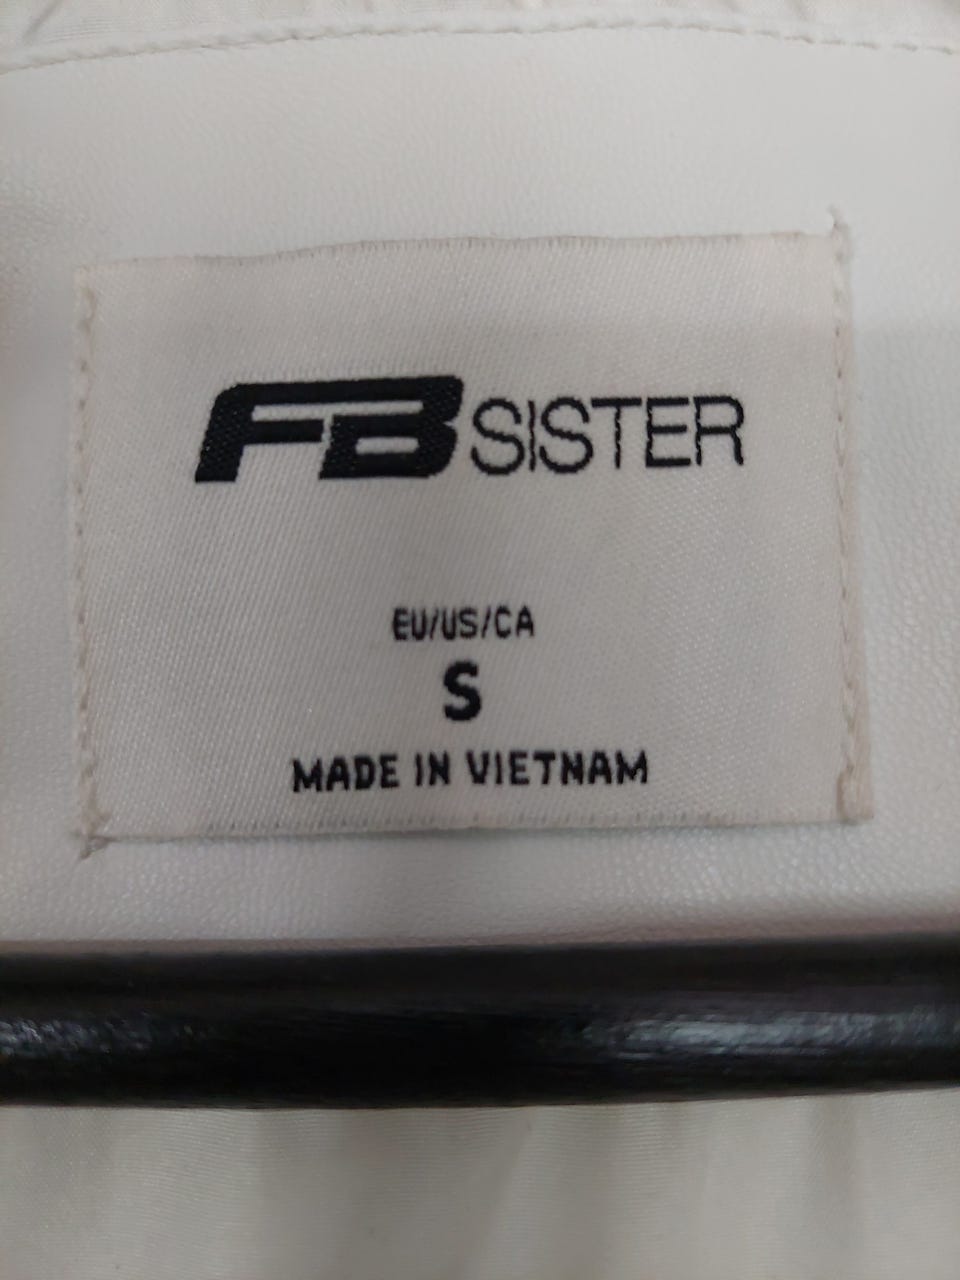 FB SISTER
EU/US/CA
S
MADE IN VIETNAM